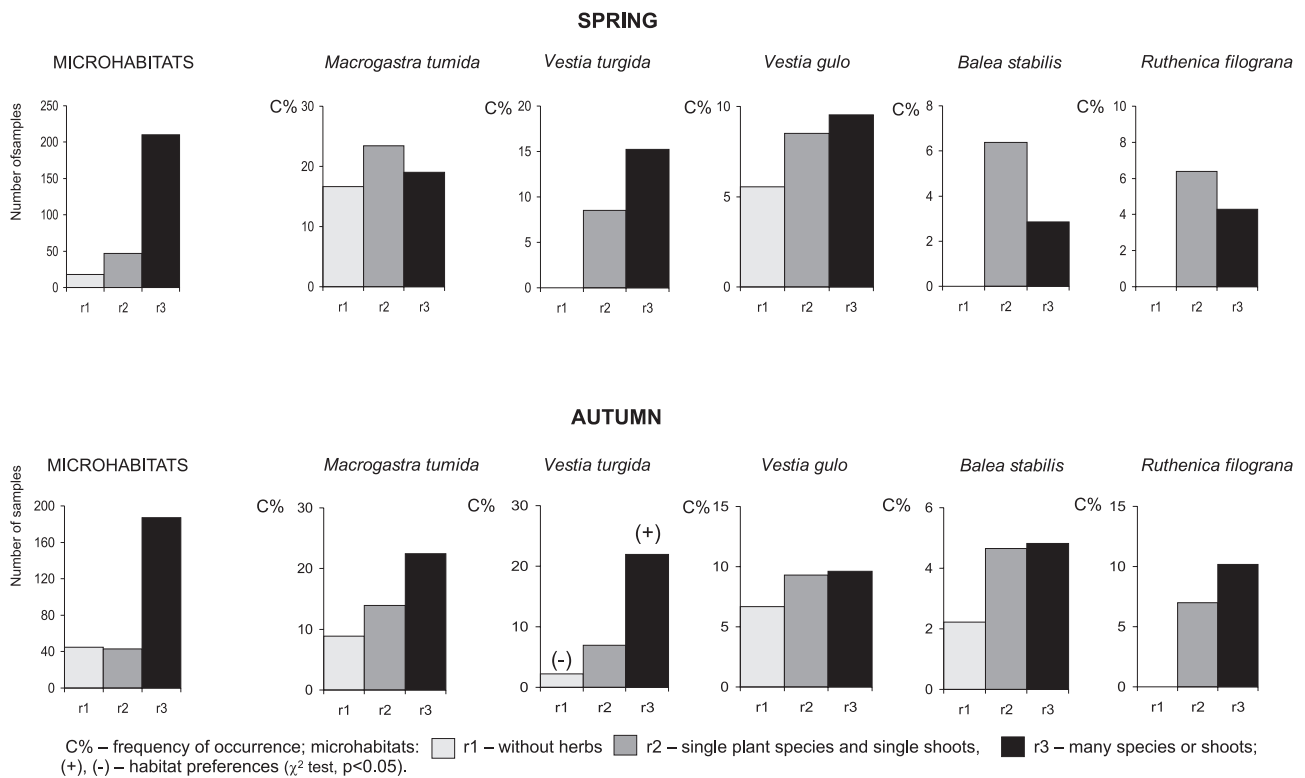 SPRING
MICROHABITATS
Macrogastra tumida
Vestia turgida
Vestia gulo
Balea stabilis
Ruthenica filograna
Number ofsamples
250
200
150
100
50
0
r1 r2 r3
C%
30
20
10
0
r1 r2 r3
C%
20
15
10
5
0
r1 r2 r3
C%
10
5
0
r1 r2 r3
C%
8
6
4
2
0
r1 r2 r3
C%
10
8
6
4
2
0
r1 r2 r3
AUTUMN
MICROHABITATS
Macrogastra tumida
Vestia turgida
Vestia gulo
Balea stabilis
Ruthenica filograna
Number of samples
200
160
120
80
40
0
r1 r2 r3
C%
30
20
10
0
r1 r2 r3
C%
30
20
10
0
(-)
(+)
r1 r2 r3
C%
15
10
5
0
r1 r2 r3
C%
6
4
2
0
r1 r2 r3
C%
15
10
5
0
r1 r2 r3
C% – frequency of occurrence; microhabitats: r1 – without herbs r2 – single plant species and single shoots, r3 – many species or shoots;
(+), (-) – habitat preferences (χ² test, p<0.05).